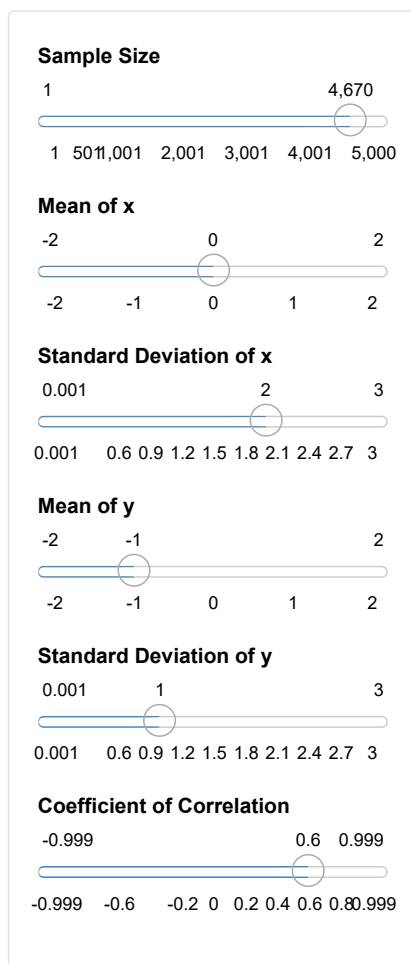 Sample Size
1 4,670
1 501 1,001 2,001 3,001 4,001 5,000
Mean of x
-2 0 2
-2 -1 0 1 2
Standard Deviation of x
0.001 2 3
0.001 0.6 0.9 1.2 1.5 1.8 2.1 2.4 2.7 3
Mean of y
-2 -1 2
-2 -1 0 1 2
Standard Deviation of y
0.001 1 3
0.001 0.6 0.9 1.2 1.5 1.8 2.1 2.4 2.7 3
Coefficient of Correlation
-0.999 0.6 0.999
-0.999 -0.6 -0.2 0 0.2 0.4 0.6 0.8 0.999